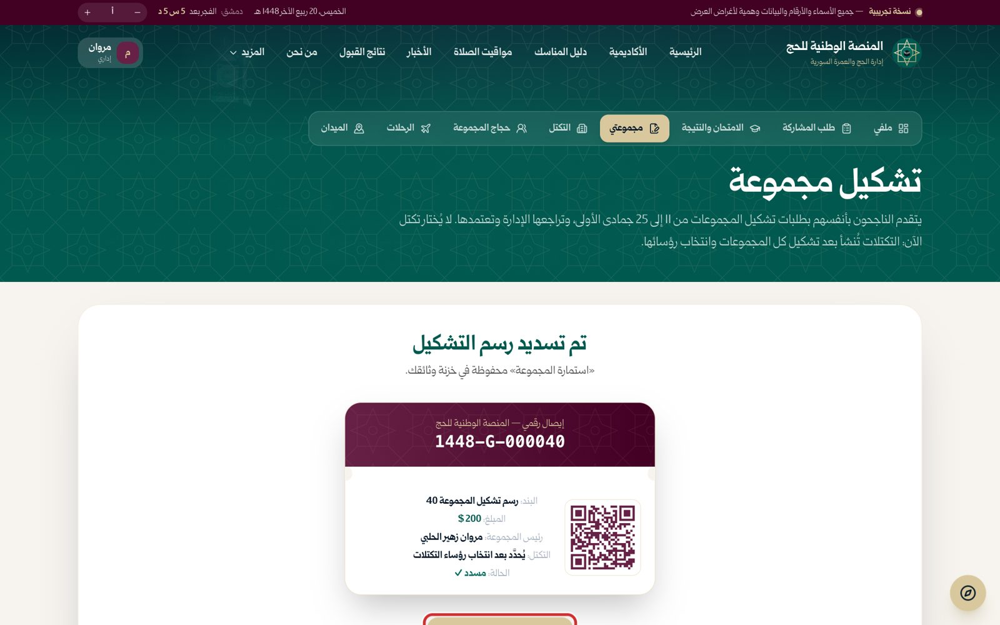 نسخة تجريبية — جميع الأسماء والأرقام والبيانات وهمية لأغراض العرض
الخميس، 20 ربيع الآخر 1448 هـ
دمشق: الفجر بعد 5 س 5 د
− أ +
المنصة الوطنية للحج
إدارة الحج والعمرة السورية
الرئيسية
الأكاديمية
دليل المناسك
مواقيت الصلاة
الأخبار
نتائج القبول
من نحن
المزيد
م
مروان
إداري
ملفي
طلب المشاركة
الامتحان والنتيجة
مجموعتي
التكتل
حجاج المجموعة
الرحلات
الميدان
تشكيل مجموعة
يتقدم الناجحون بأنفسهم بطلبات تشكيل المجموعات من 11 إلى 25 جمادى الأولى، وتراجعها الإدارة وتعتمدها. لا يُختار تكتل
الآن: التكتلات تُنشأ بعد تشكيل كل المجموعات وانتخاب رؤسائها.
تم تسديد رسم التشكيل
«استمارة المجموعة» محفوظة في خزنة وثائقك.
إيصال رقمي — المنصة الوطنية للحج
1448-G-000040
البند: رسم تشكيل المجموعة 40
المبلغ: 200 $
رئيس المجموعة: مروان زهير الحلبي
التكتل: يُحدَّد بعد انتخاب رؤساء التكتلات
الحالة: مسدد ✓